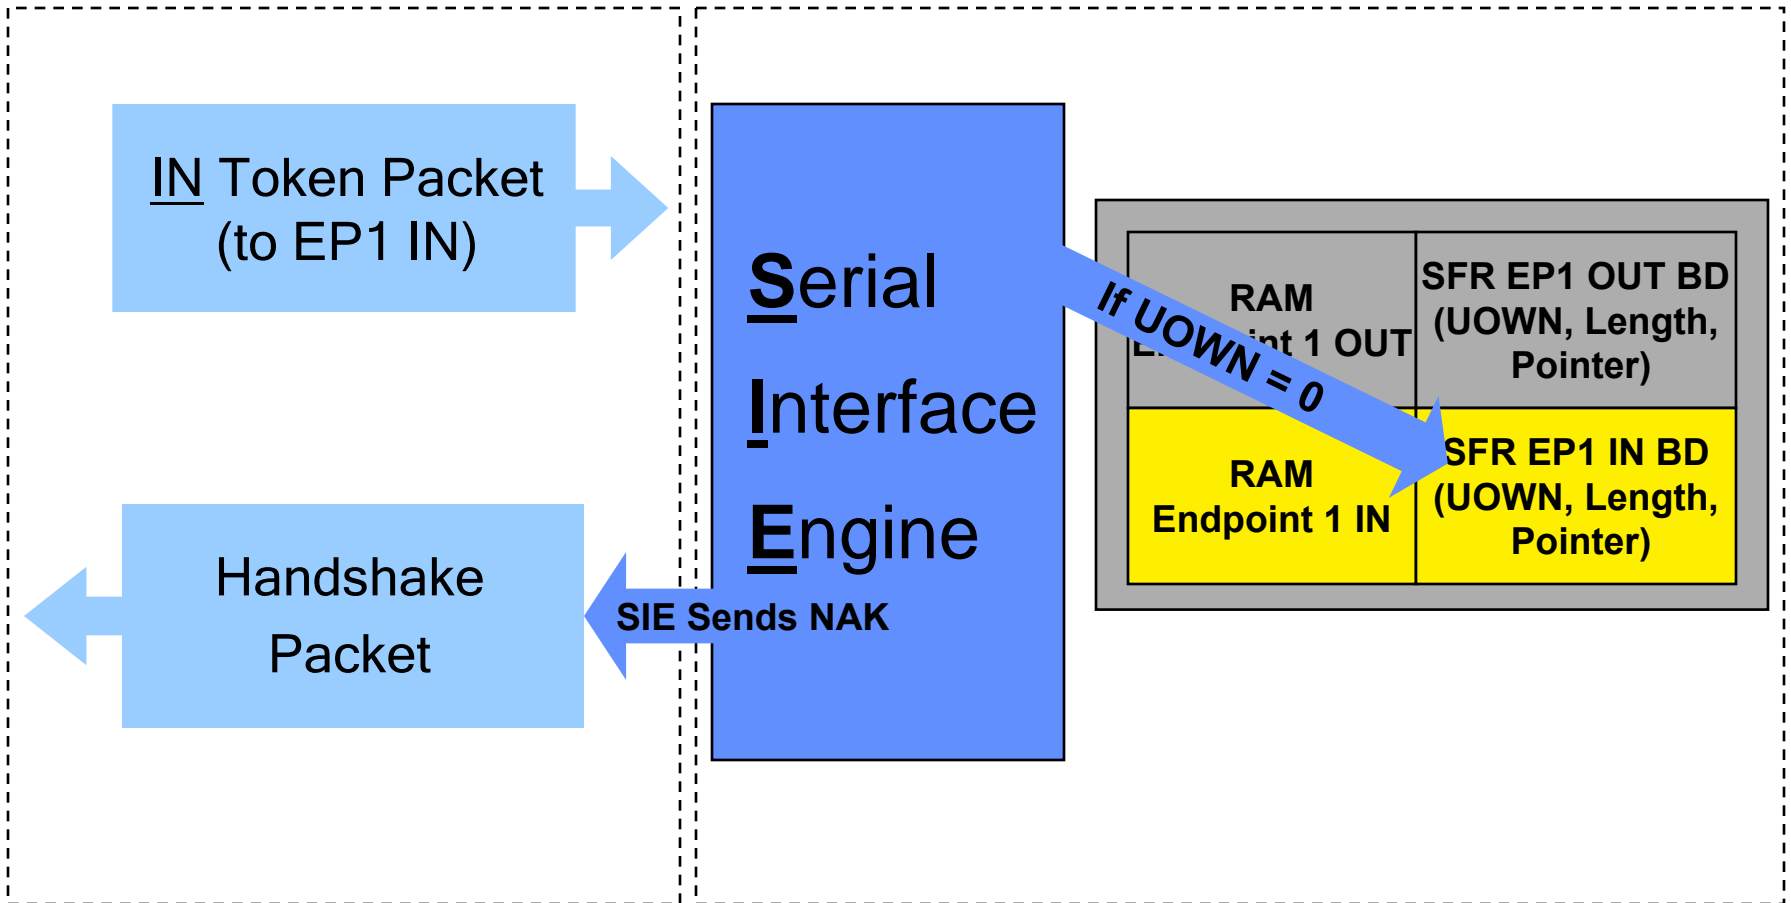 IN Token Packet
(to EP1 IN)
Serial
Interface
Engine
If UOWN = 0
RAM
1 OUT
SFR EP1 OUT BD
(UOWN, Length,
Pointer)
RAM
Endpoint 1 IN
SFR EP1 IN BD
(UOWN, Length,
Pointer)
Handshake
Packet
SIE Sends NAK